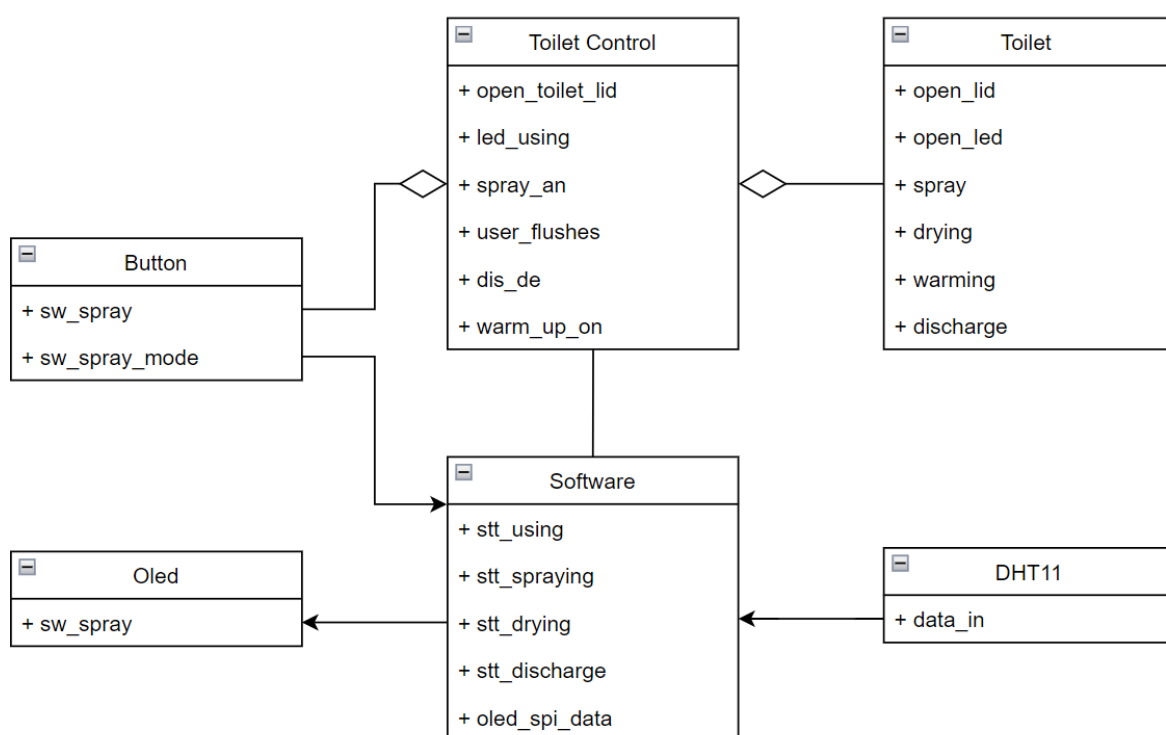 Toilet Control
+ open_toilet_lid
+ led_using
+ spray_an
+ user_flushes
+ dis_de
+ warm_up_on
Toilet
+ open_lid
+ open_led
+ spray
+ drying
+ warming
+ discharge
Button
+ sw_spray
+ sw_spray_mode
Software
+ stt_using
+ stt_spraying
+ stt_drying
+ stt_discharge
+ oled_spi_data
Oled
+ sw_spray
DHT11
+ data_in